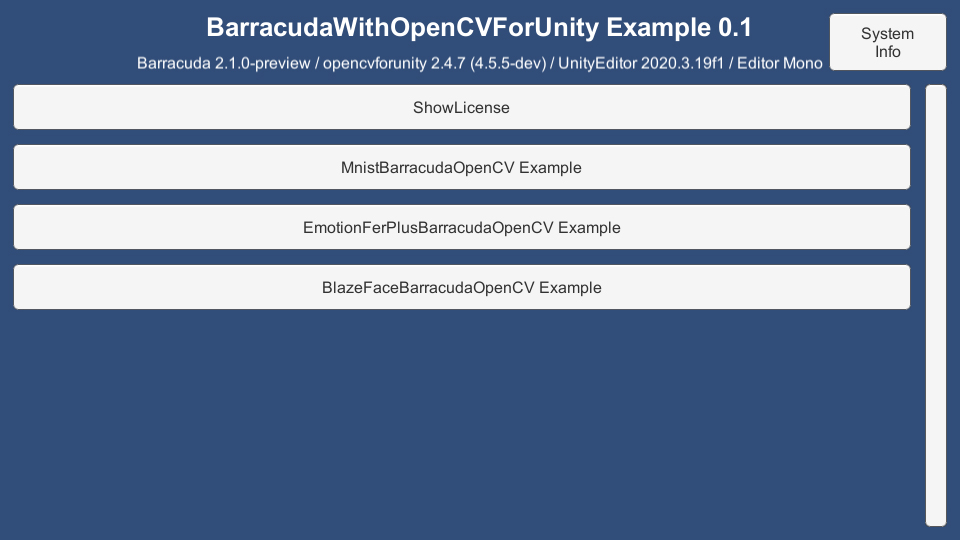 BarracudaWithOpenCVForUnity Example 0.1
System
Info
Barracuda 2.1.0-preview / opencvforunity 2.4.7 (4.5.5-dev) / UnityEditor 2020.3.19f1 / Editor Mono
ShowLicense
MnistBarracudaOpenCV Example
EmotionFerPlusBarracudaOpenCV Example
BlazeFaceBarracudaOpenCV Example